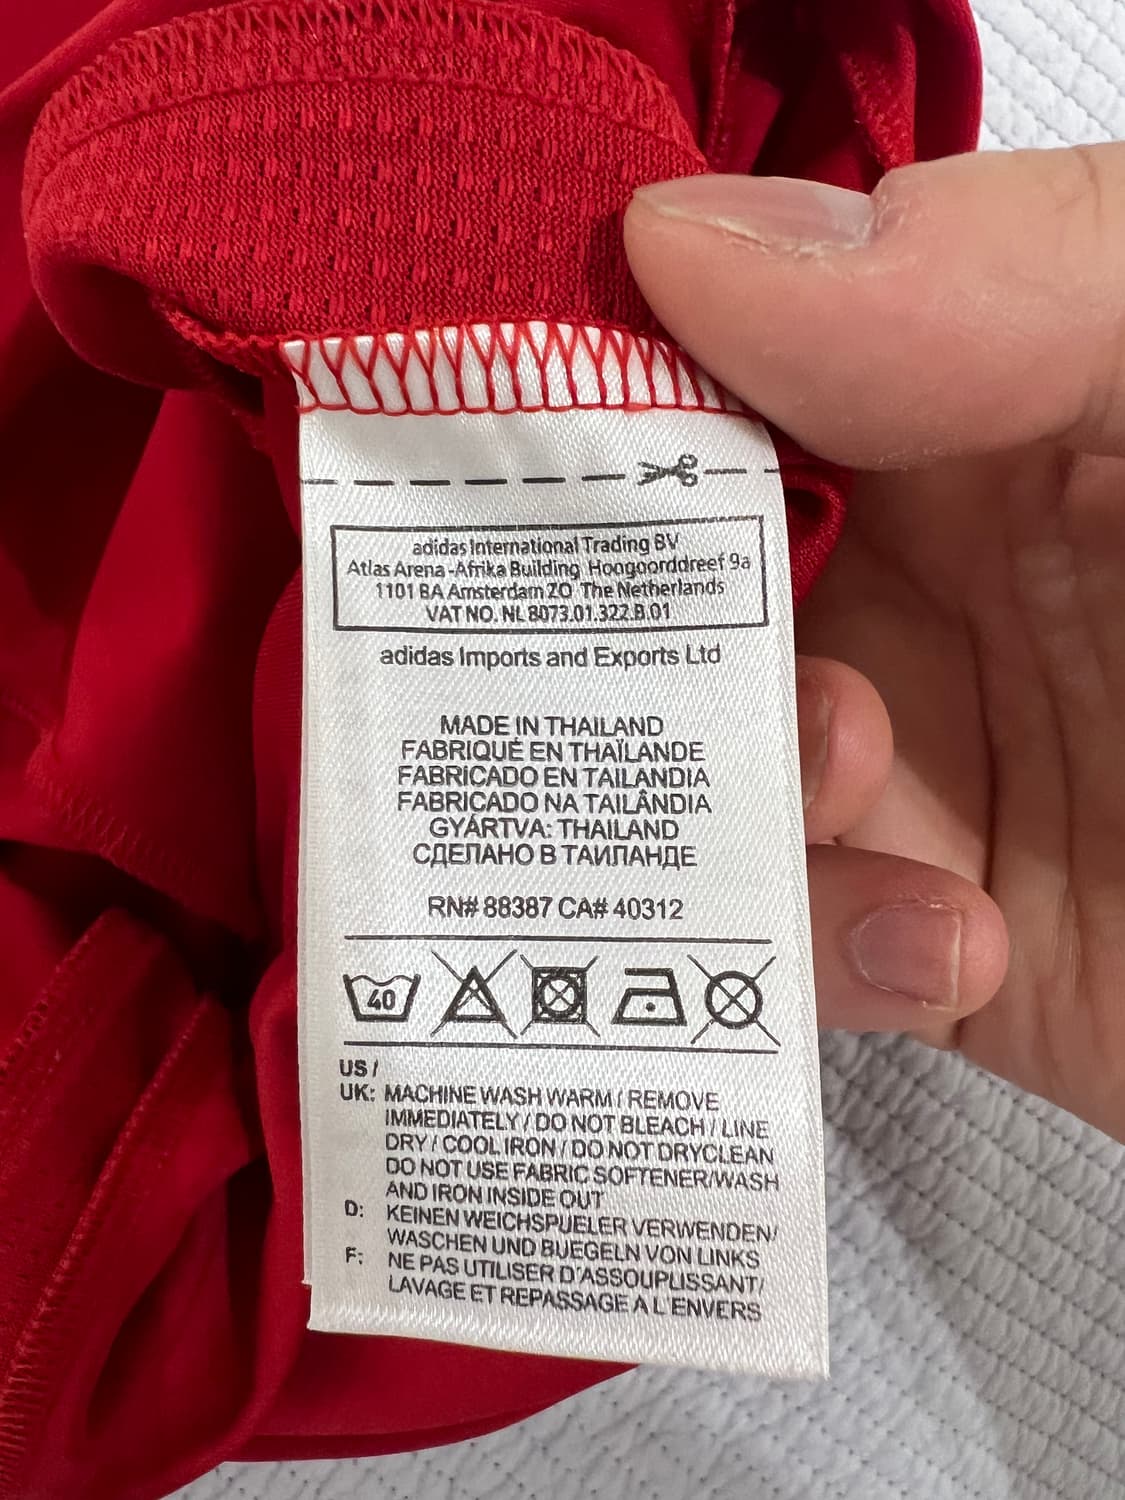 adidas International Trading BV
Atlas Arena-Afrika Building Hoogoorddreef 9a
1101 BA Amsterdam ZO The Netherlands
VAT NO. NL 8073.01.322.B.01
adidas Imports and Exports Ltd
MADE IN THAILAND
FABRIQUÉ EN THAÏLANDE
FABRICADO EN TAILANDIA
FABRICADO NA TAILÂNDIA
GYÁRTVA: THAILAND
СДЕЛАНО В ТАИЛАНДЕ
RN# 88387 CA# 40312
40
US /
UK: MACHINE WASH WARM / REMOVE
IMMEDIATELY / DO NOT BLEACH / LINE
DRY / COOL IRON / DO NOT DRYCLEAN
DO NOT USE FABRIC SOFTENER/WASH
AND IRON INSIDE OUT
D: KEINEN WEICHSPUELER VERWENDEN/
WASCHEN UND BUEGELN VON LINKS
F: NE PAS UTILISER D'ASSOUPLISSANT/
LAVAGE ET REPASSAGE A L'ENVERS